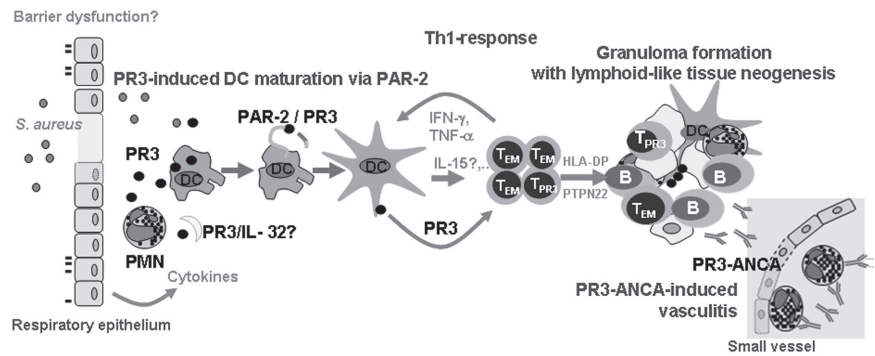 Barrier dysfunction?
Th1-response
Granuloma formation
with lymphoid-like tissue neogenesis
PR3-induced DC maturation via PAR-2
S. aureus
PAR-2 / PR3
IFN-γ,
TNF-α
PR3
DC
DC
DC
IL-15?,..
TEM
TEM
TEM
TPR3
HLA-DP
PTPN22
TPR3
DC
B
B
TEM
B
PR3
PR3/IL- 32?
PMN
Cytokines
PR3-ANCA
PR3-ANCA-induced
vasculitis
Respiratory epithelium
Small vessel